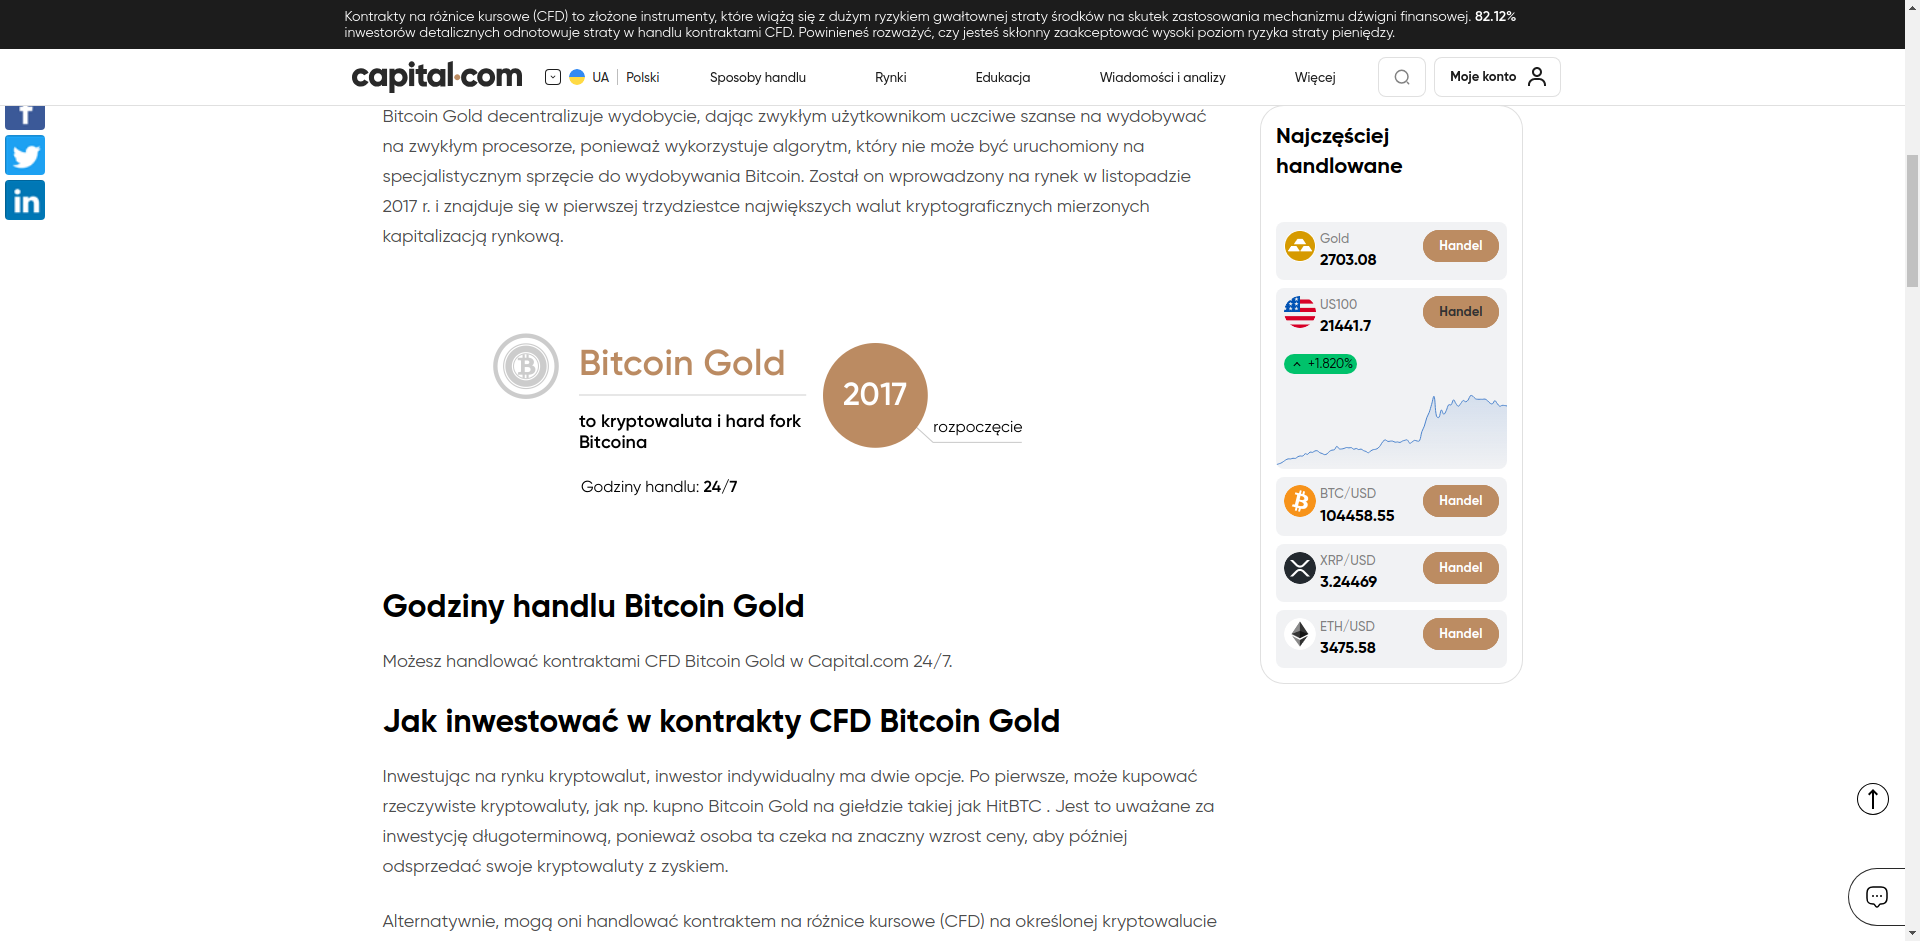 Kontrakty na różnice kursowe (CFD) to złożone instrumenty, które wiążą się z dużym ryzykiem gwałtownej straty środków na skutek zastosowania mechanizmu dźwigni finansowej. 82.12%
inwestorów detalicznych odnotowuje straty w handlu kontraktami CFD. Powinieneś rozważyć, czy jesteś skłonny zaakceptować wysoki poziom ryzyka straty pieniędzy.
capital.com
UA
Polski
Sposoby handlu
Rynki
Edukacja
Wiadomości i analizy
Więcej
Moje konto
Bitcoin Gold decentralizuje wydobycie, dając zwykłym użytkownikom uczciwe szanse na wydobywać
na zwykłym procesorze, ponieważ wykorzystuje algorytm, który nie może być uruchomiony na
specjalistycznym sprzęcie do wydobywania Bitcoin. Został on wprowadzony na rynek w listopadzie
2017 r. i znajduje się w pierwszej trzydziestce największych walut kryptograficznych mierzonych
kapitalizacją rynkową.
Bitcoin Gold
to kryptowaluta i hard fork
Bitcoina
Godziny handlu: 24/7
2017
rozpoczęcie
Godziny handlu Bitcoin Gold
Możesz handlować kontraktami CFD Bitcoin Gold w Capital.com 24/7.
Jak inwestować w kontrakty CFD Bitcoin Gold
Inwestując na rynku kryptowalut, inwestor indywidualny ma dwie opcje. Po pierwsze, może kupować
rzeczywiste kryptowaluty, jak np. kupno Bitcoin Gold na giełdzie takiej jak HitBTC . Jest to uważane za
inwestycję długoterminową, ponieważ osoba ta czeka na znaczny wzrost ceny, aby później
odsprzedać swoje kryptowaluty z zyskiem.
Alternatywnie, mogą oni handlować kontraktem na różnice kursowe (CFD) na określonej kryptowalucie
Najczęściej
handlowane
Gold
2703.08
Handel
US100
21441.7
Handel
+1.820%
BTC/USD
104458.55
Handel
XRP/USD
3.24469
Handel
ETH/USD
3475.58
Handel